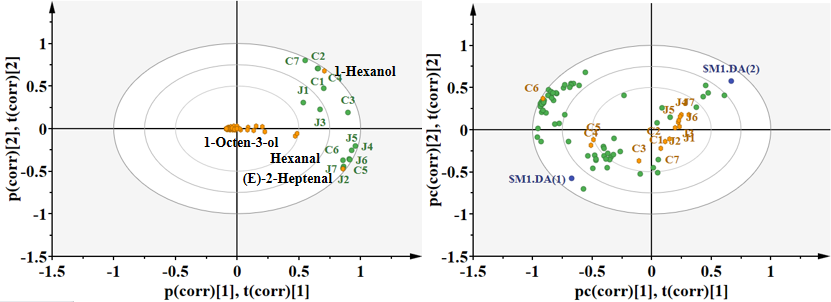 p(corr)[2], t(corr)[2]
1
0.5
0
-0.5
-1
-1.5
-1.5 -1 -0.5 0 0.5 1
p(corr)[1], t(corr)[1]
C7 C2
1-Hexanol
C1 C4
J1 C3
J3
1-Octen-3-ol
J5 J4
Hexanal C6 J6
J7 C5
(E)-2-Heptenal J2
pc(corr)[2], t(corr)[2]
1
0.5
0
-0.5
-1
-1.5
-1.5 -1 -0.5 0 0.5 1
pc(corr)[1], t(corr)[1]
$M1.DA(2)
C6
J4 J7
J5 J6
C5 C2
C4 C1 J2 J1
C3
C7
$M1.DA(1)